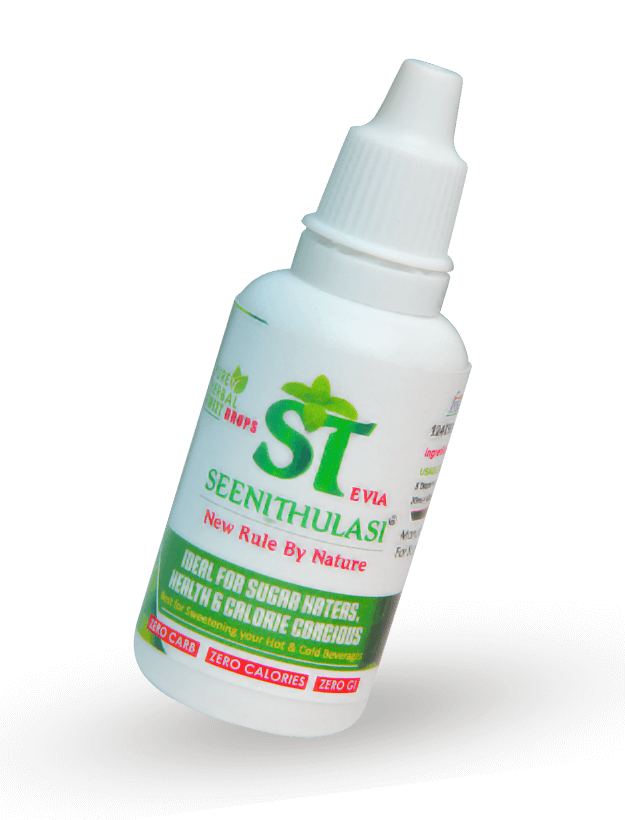 PURE
HERBAL
SWEET DROPS
ST
EVIA
SEENITHULASI
New Rule By Nature
IDEAL FOR SUGAR HATERS,
HEALTH & CALORIE CONCIOUS
Best for Sweetening your Hot & Cold Beverages
ZERO CARB
ZERO CALORIES
ZERO GI